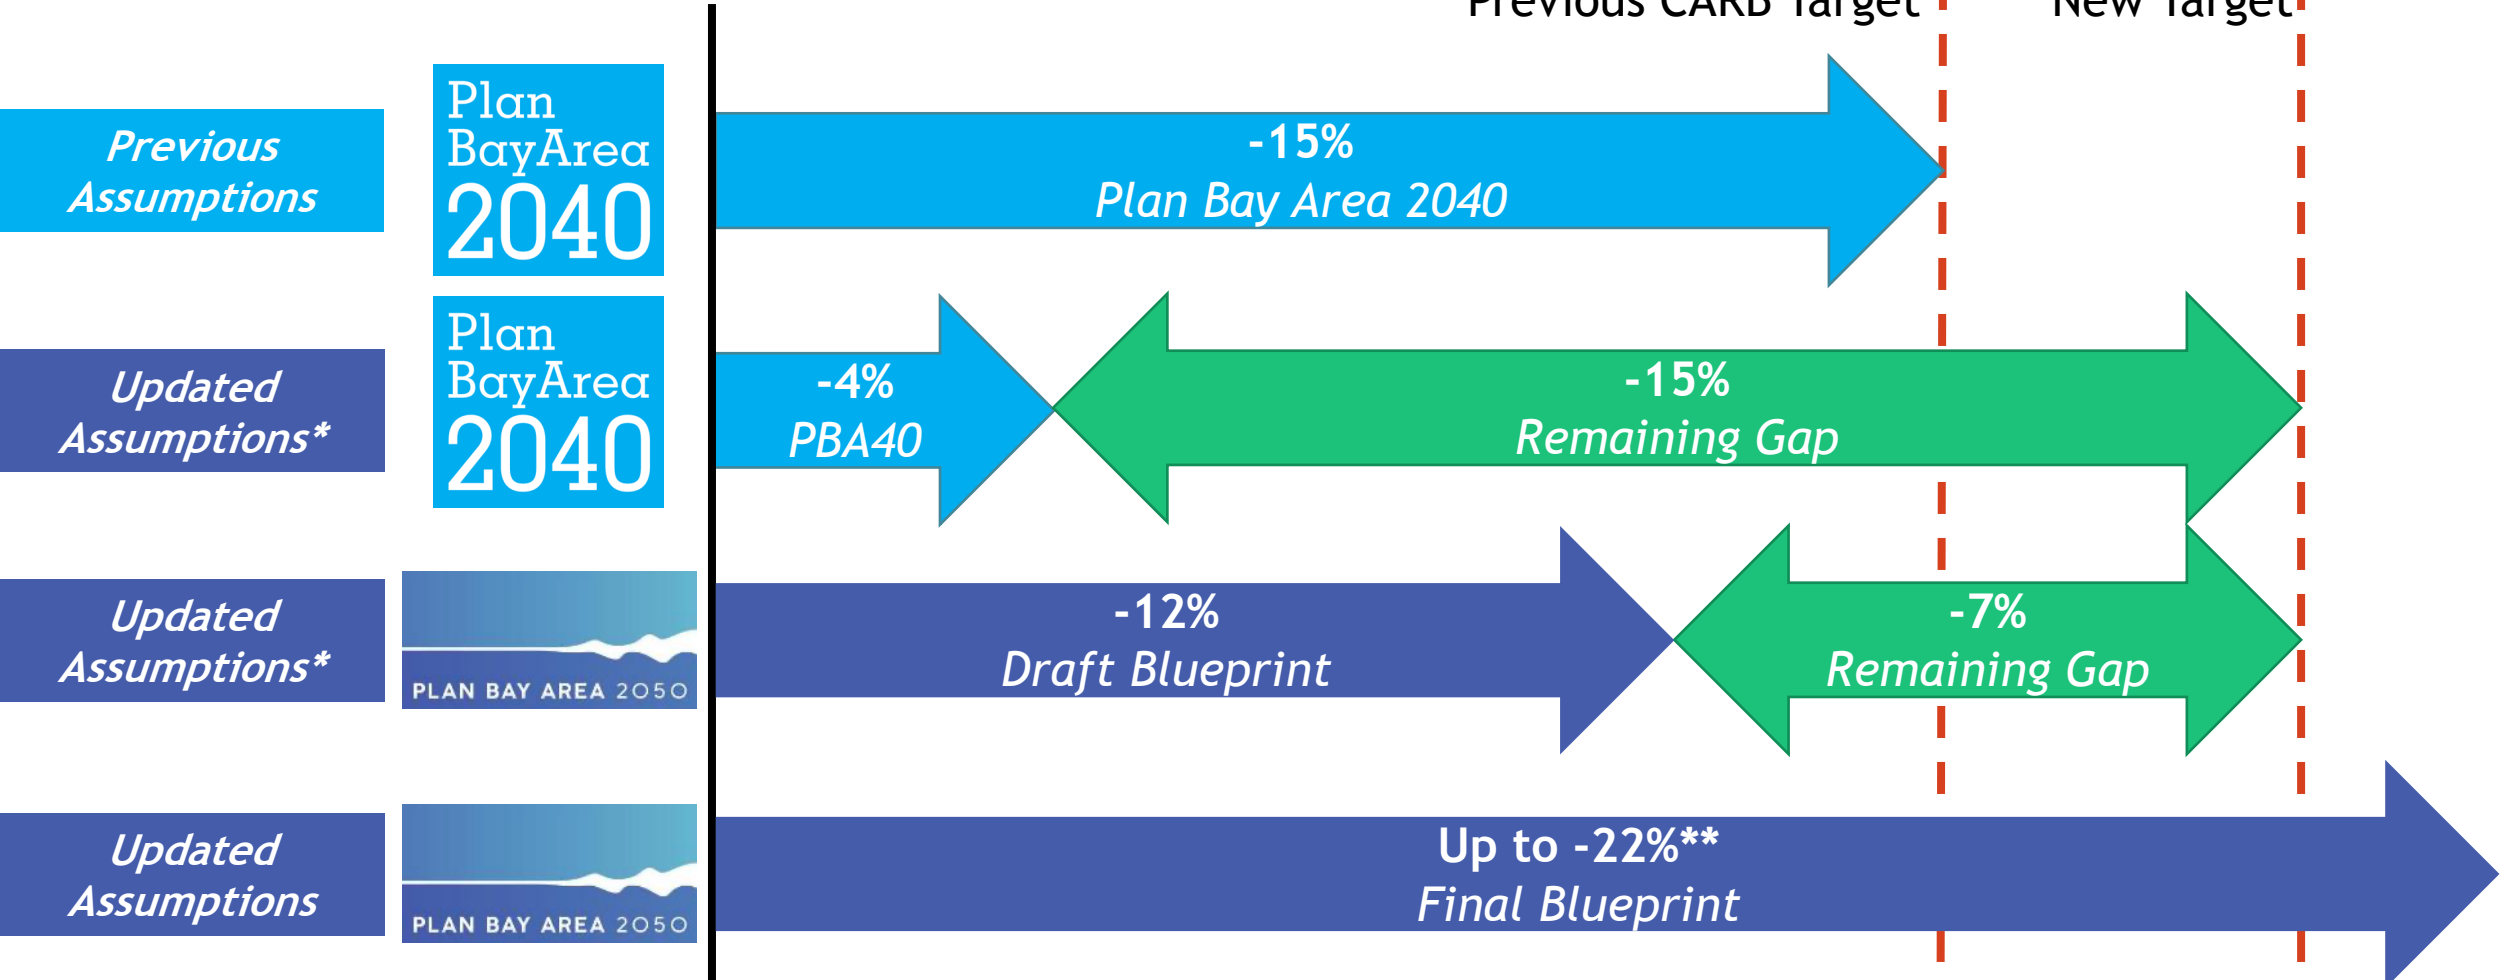 Previous CARB Target
New Target
Previous
Assumptions
Plan
BayArea
2040
-15%
Plan Bay Area 2040
Updated
Assumptions*
Plan
BayArea
2040
-4%
PBA40
-15%
Remaining Gap
Updated
Assumptions*
PLAN BAY AREA 2050
-12%
Draft Blueprint
-7%
Remaining Gap
Updated
Assumptions
PLAN BAY AREA 2050
Up to -22%**
Final Blueprint